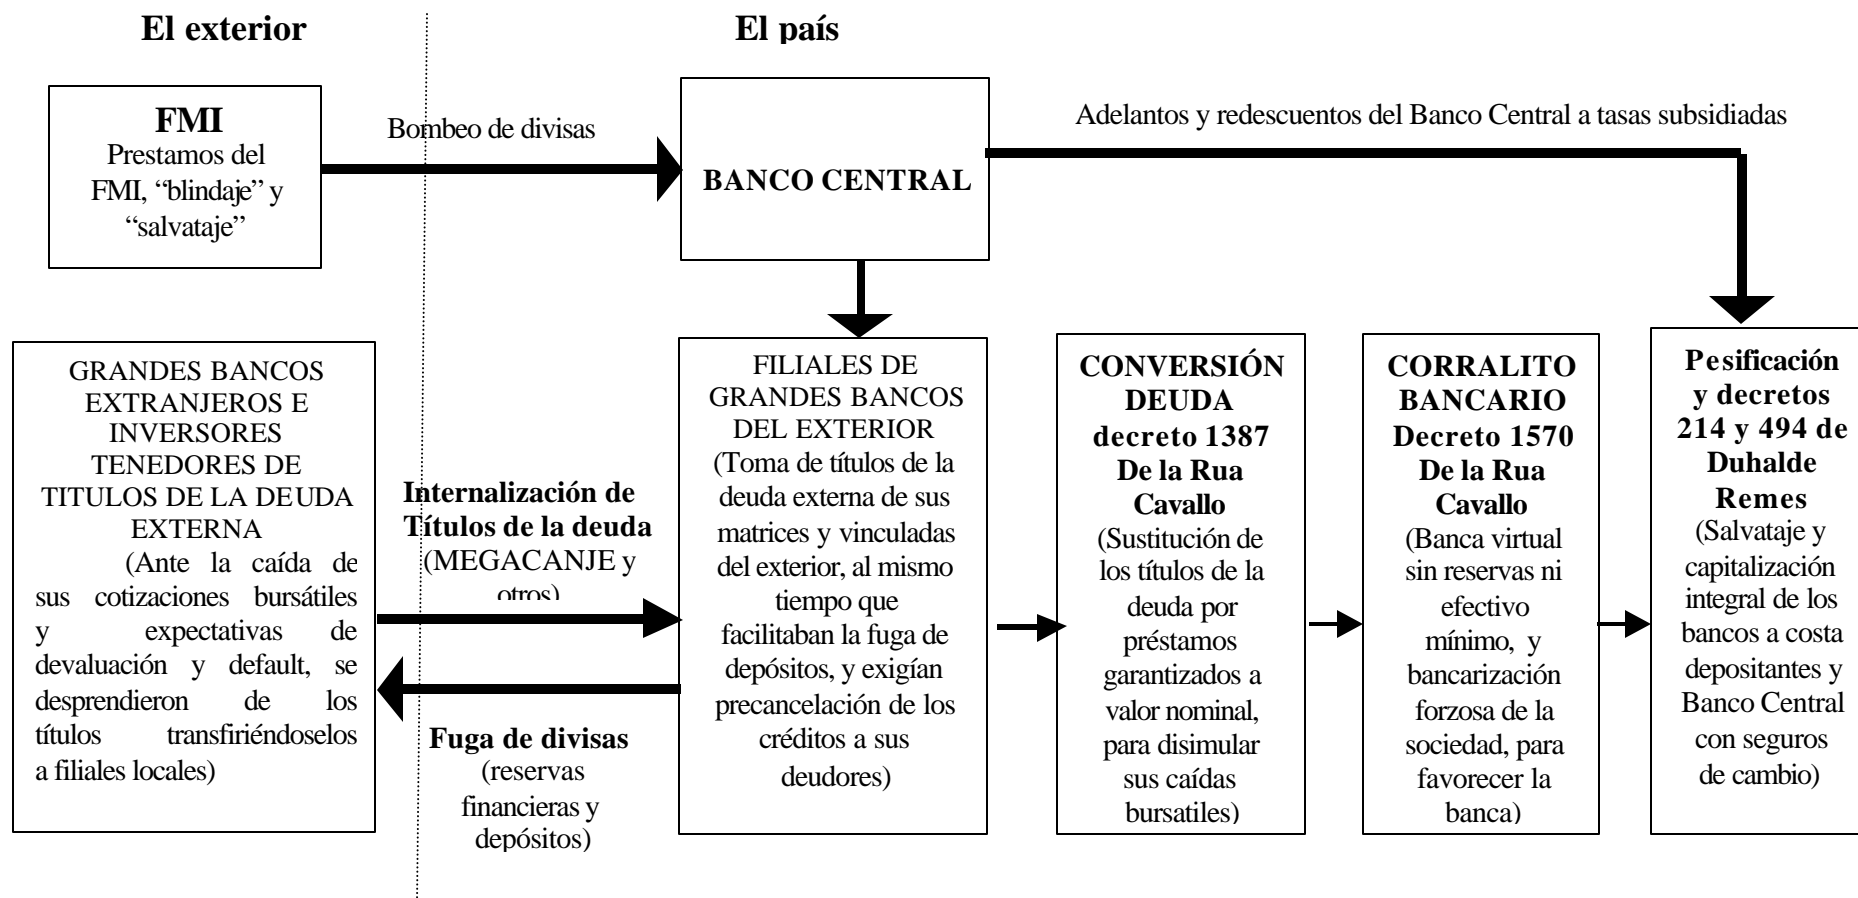 El exterior
El país
FMI
Prestamos del
FMI, “blindaje” y
“salvataje”
Bombeo de divisas
BANCO CENTRAL
Adelantos y redescuentos del Banco Central a tasas subsidiadas
GRANDES BANCOS
EXTRANJEROS E
INVERSORES
TENEDORES DE
TITULOS DE LA DEUDA
EXTERNA
(Ante la caída de
sus cotizaciones bursátiles
y expectativas de
devaluación y default, se
desprendieron de los
títulos transfiriéndoselos
a filiales locales)
Internalización de
Títulos de la deuda
(MEGACANJE y
otros)
Fuga de divisas
(reservas
financieras y
depósitos)
FILIALES DE
GRANDES BANCOS
DEL EXTERIOR
(Toma de títulos de la
deuda externa de sus
matrices y vinculadas
del exterior, al mismo
tiempo que
facilitaban la fuga de
depósitos, y exigían
precancelación de los
créditos a sus
deudores)
CONVERSIÓN
DEUDA
decreto 1387
De la Rua
Cavallo
(Sustitución de
los títulos de la
deuda por
préstamos
garantizados a
valor nominal,
para disimular
sus caídas
bursatiles)
CORRALITO
BANCARIO
Decreto 1570
De la Rua
Cavallo
(Banca virtual
sin reservas ni
efectivo
mínimo, y
bancarización
forzosa de la
sociedad, para
favorecer la
banca)
Pesificación
y decretos
214 y 494 de
Duhalde
Remes
(Salvataje y
capitalización
integral de los
bancos a costa
depositantes y
Banco Central
con seguros
de cambio)